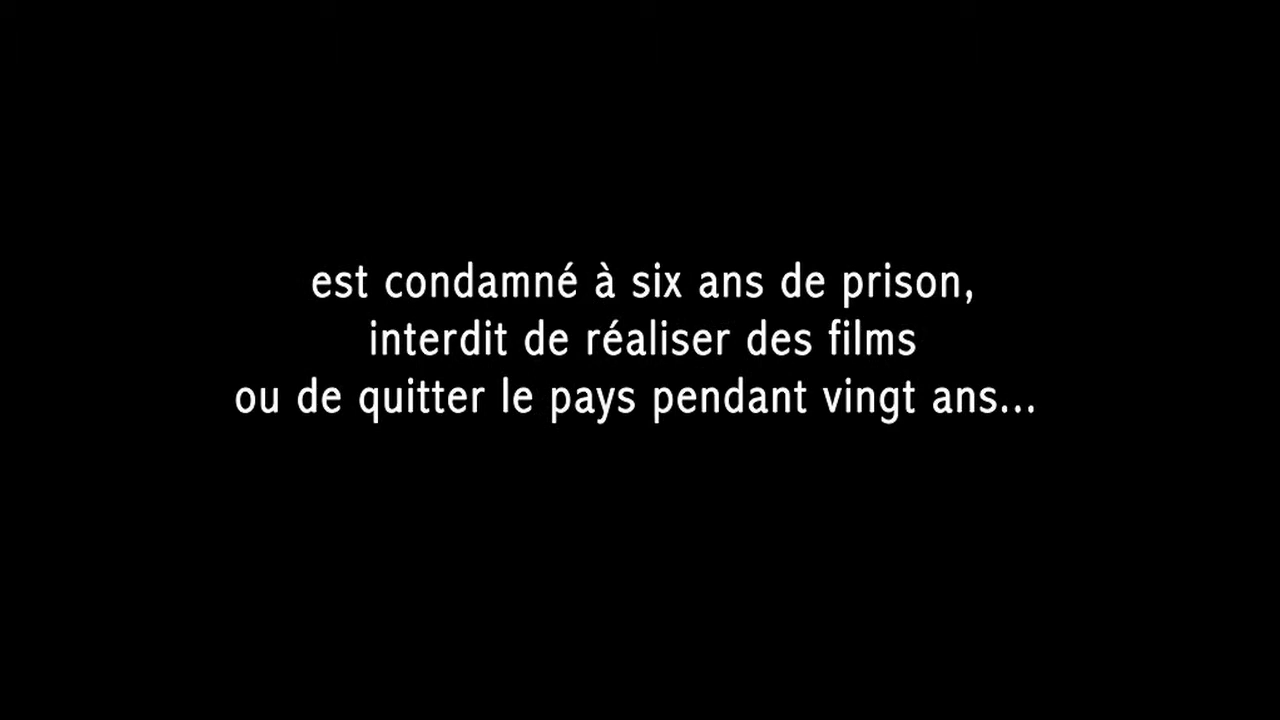 est condamné à six ans de prison,
interdit de réaliser des films
ou de quitter le pays pendant vingt ans...